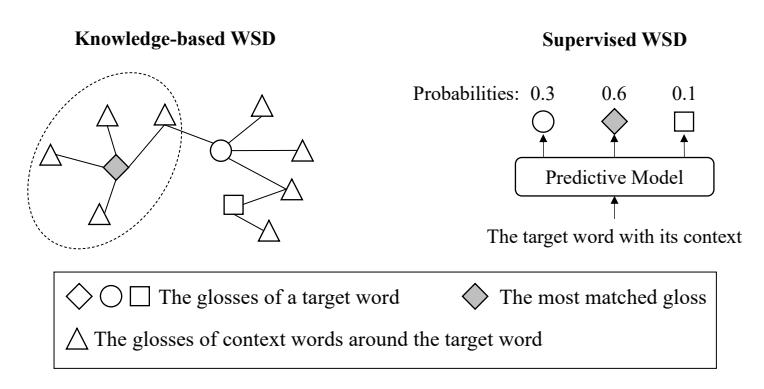 Knowledge-based WSD
Supervised WSD
Probabilities: 0.3 0.6 0.1
Predictive Model
The target word with its context
The glosses of a target word
The most matched gloss
The glosses of context words around the target word